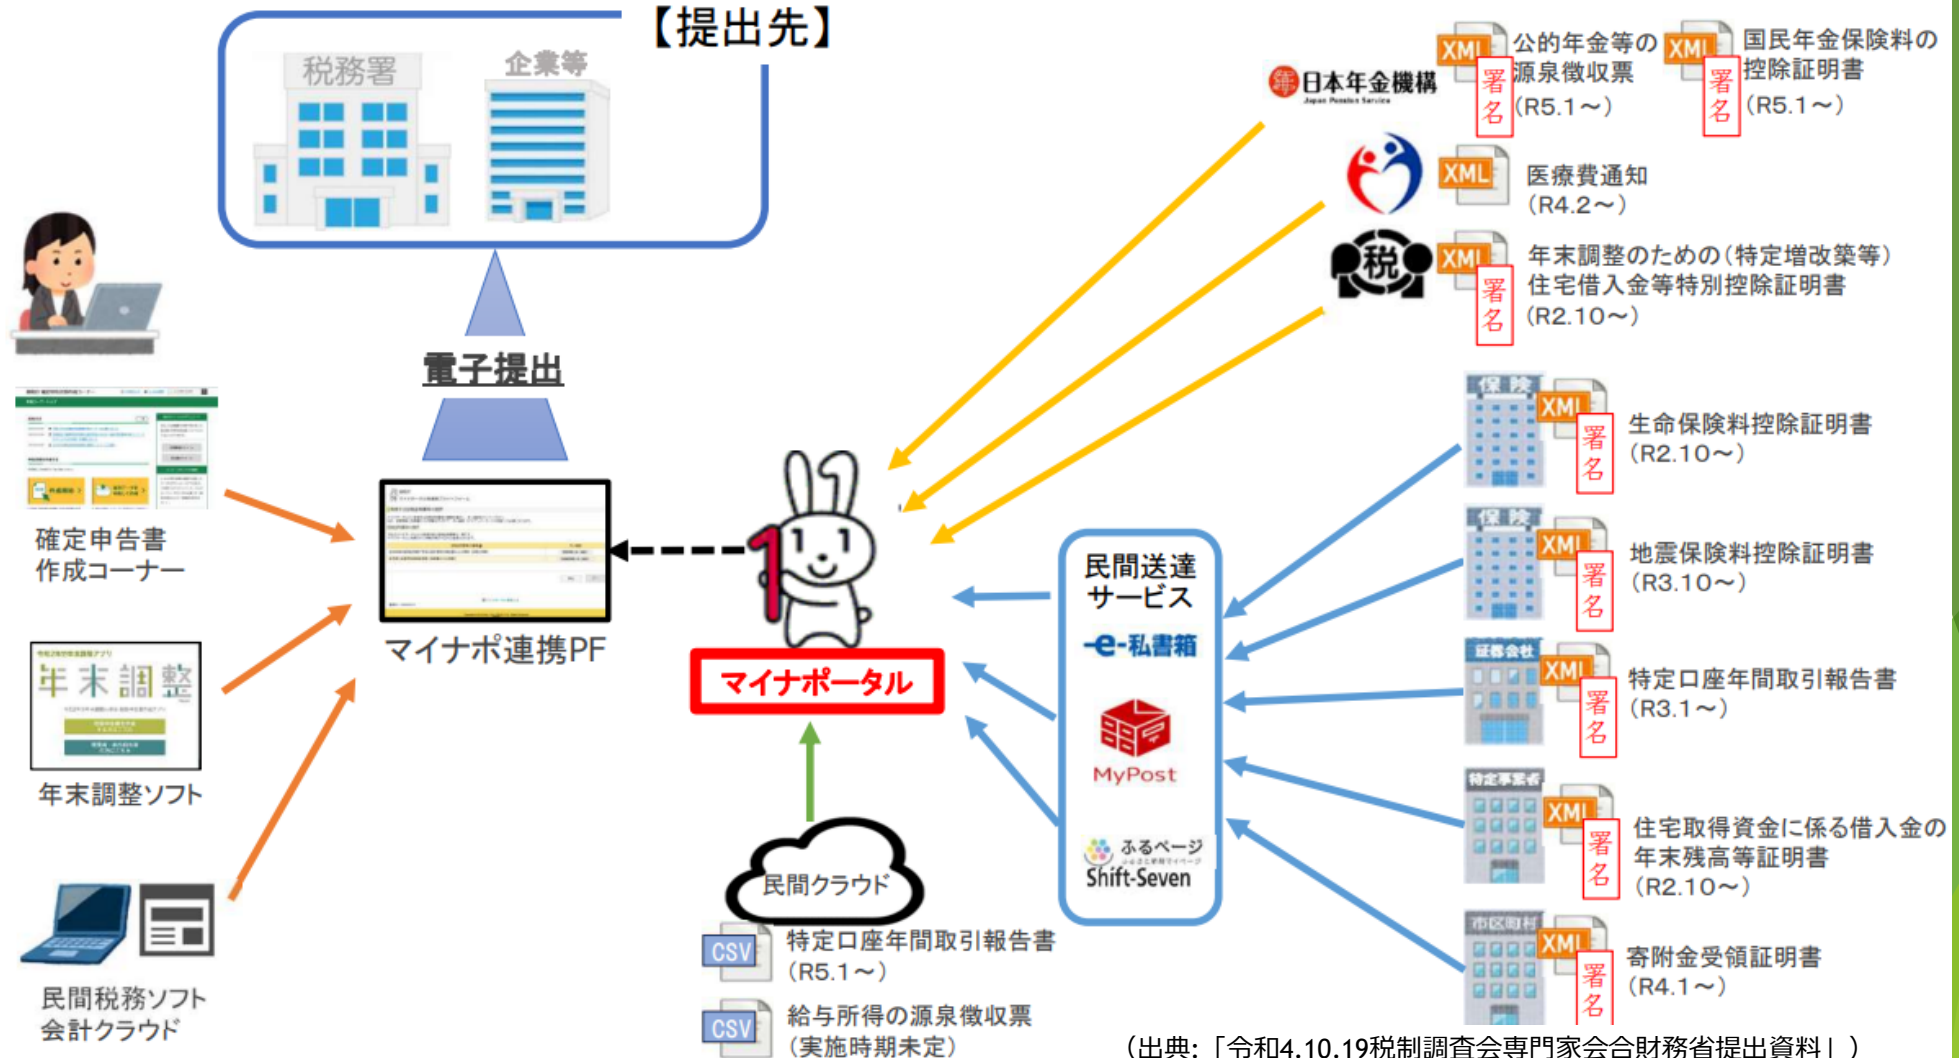 【提出先】
税務署
企業等
電子提出
確定申告書
作成コーナー
年末調整
年末調整ソフト
民間税務ソフト
会計クラウド
マイナポ連携PF
1
マイナポータル
民間クラウド
CSV
特定口座年間取引報告書
（R5.1～）
CSV
給与所得の源泉徴収票
（実施時期未定）
民間送達
サービス
-e-私書箱
MyPost
ふるページ
Shift-Seven
日本年金機構
Japan Pension Service
XML
署名
公的年金等の
源泉徴収票
（R5.1～）
XML
署名
国民年金保険料の
控除証明書
（R5.1～）
XML
医療費通知
（R4.2～）
税
XML
署名
年末調整のための（特定増改築等）
住宅借入金等特別控除証明書
（R2.10～）
保険
XML
署名
生命保険料控除証明書
（R2.10～）
保険
XML
署名
地震保険料控除証明書
（R3.10～）
証券会社
XML
署名
特定口座年間取引報告書
（R3.1～）
特定事業者
XML
署名
住宅取得資金に係る借入金の
年末残高等証明書
（R2.10～）
市区町村
XML
署名
寄附金受領証明書
（R4.1～）
（出典:「令和4.10.19税制調査会専門家会合財務省提出資料」）